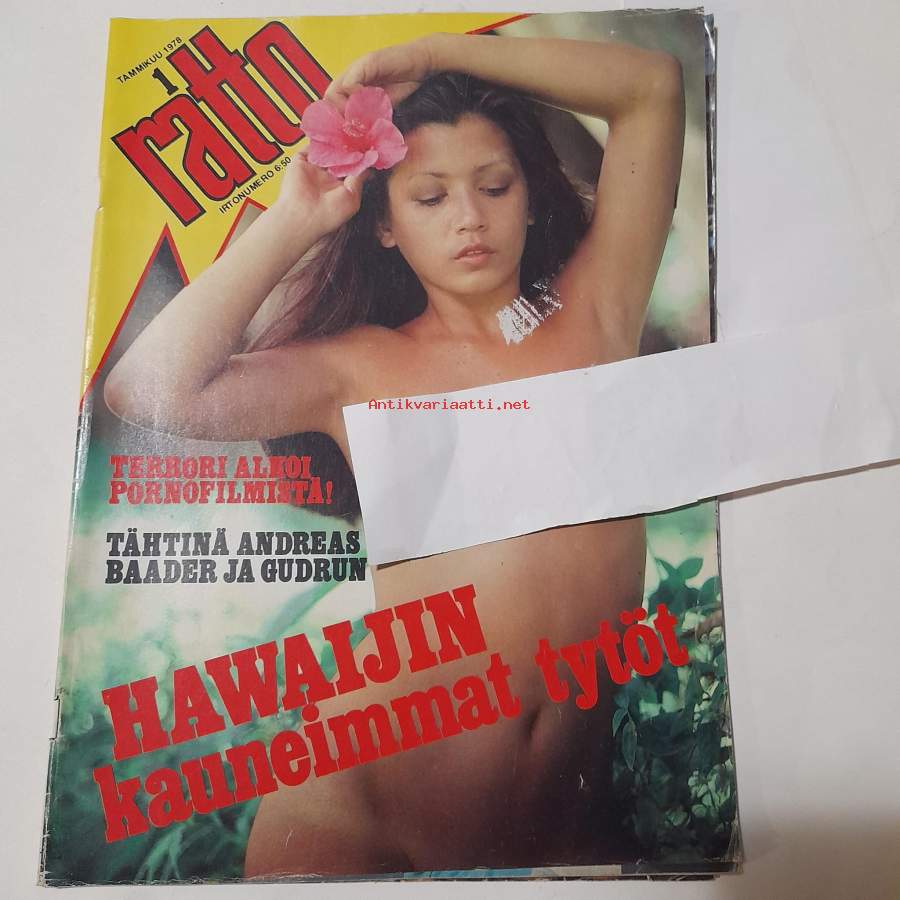 TAMMIKUU 1978
1
ratto
IRTONUMERO 6:50
Antikvariaatti.net
TERRORI ALKOI
PORNOFILMISTÄ!
TÄHTINÄ ANDREAS
BAADER JA GUDRUN
HAWAIJIN
kauneimmat tytöt